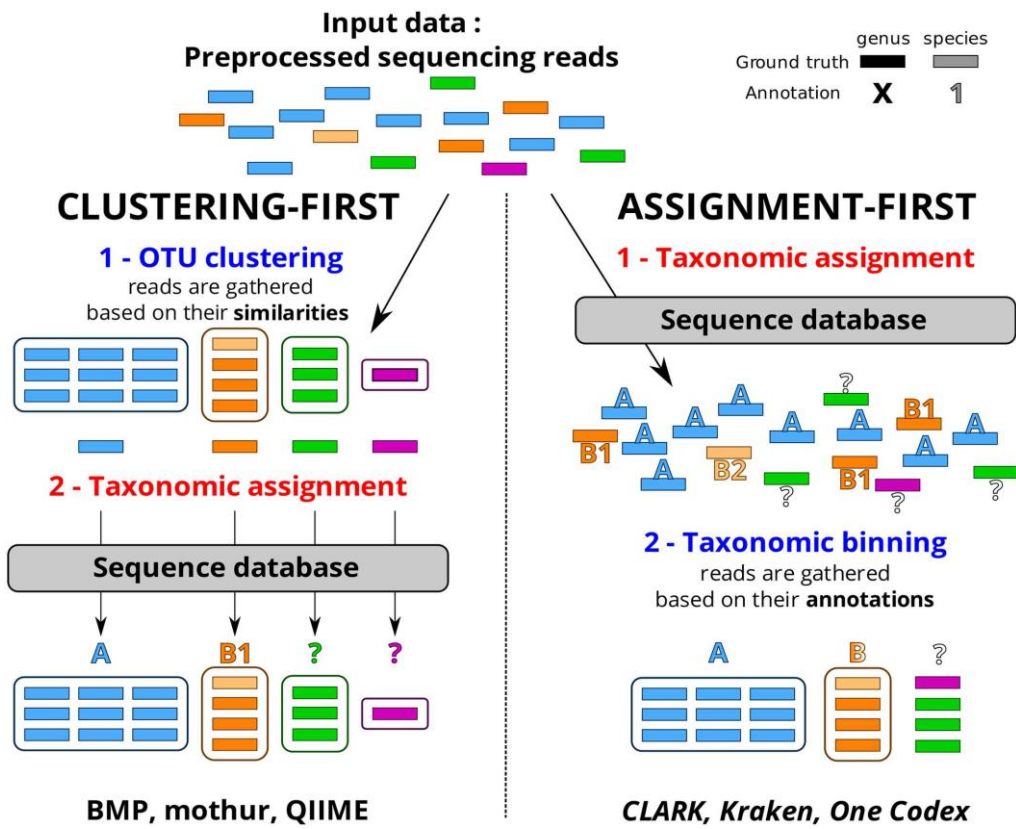 Input data :
Preprocessed sequencing reads
genus species
Ground truth
Annotation X 1
CLUSTERING-FIRST
1 - OTU clustering
reads are gathered
based on their similarities
2 - Taxonomic assignment
Sequence database
A B1 ? ?
BMP, mothur, QIIME
ASSIGNMENT-FIRST
1 - Taxonomic assignment
Sequence database
A A ? B1
A A A A
B1 A B2 A
A ? B1 ? ?
2 - Taxonomic binning
reads are gathered
based on their annotations
A B ?
CLARK, Kraken, One Codex